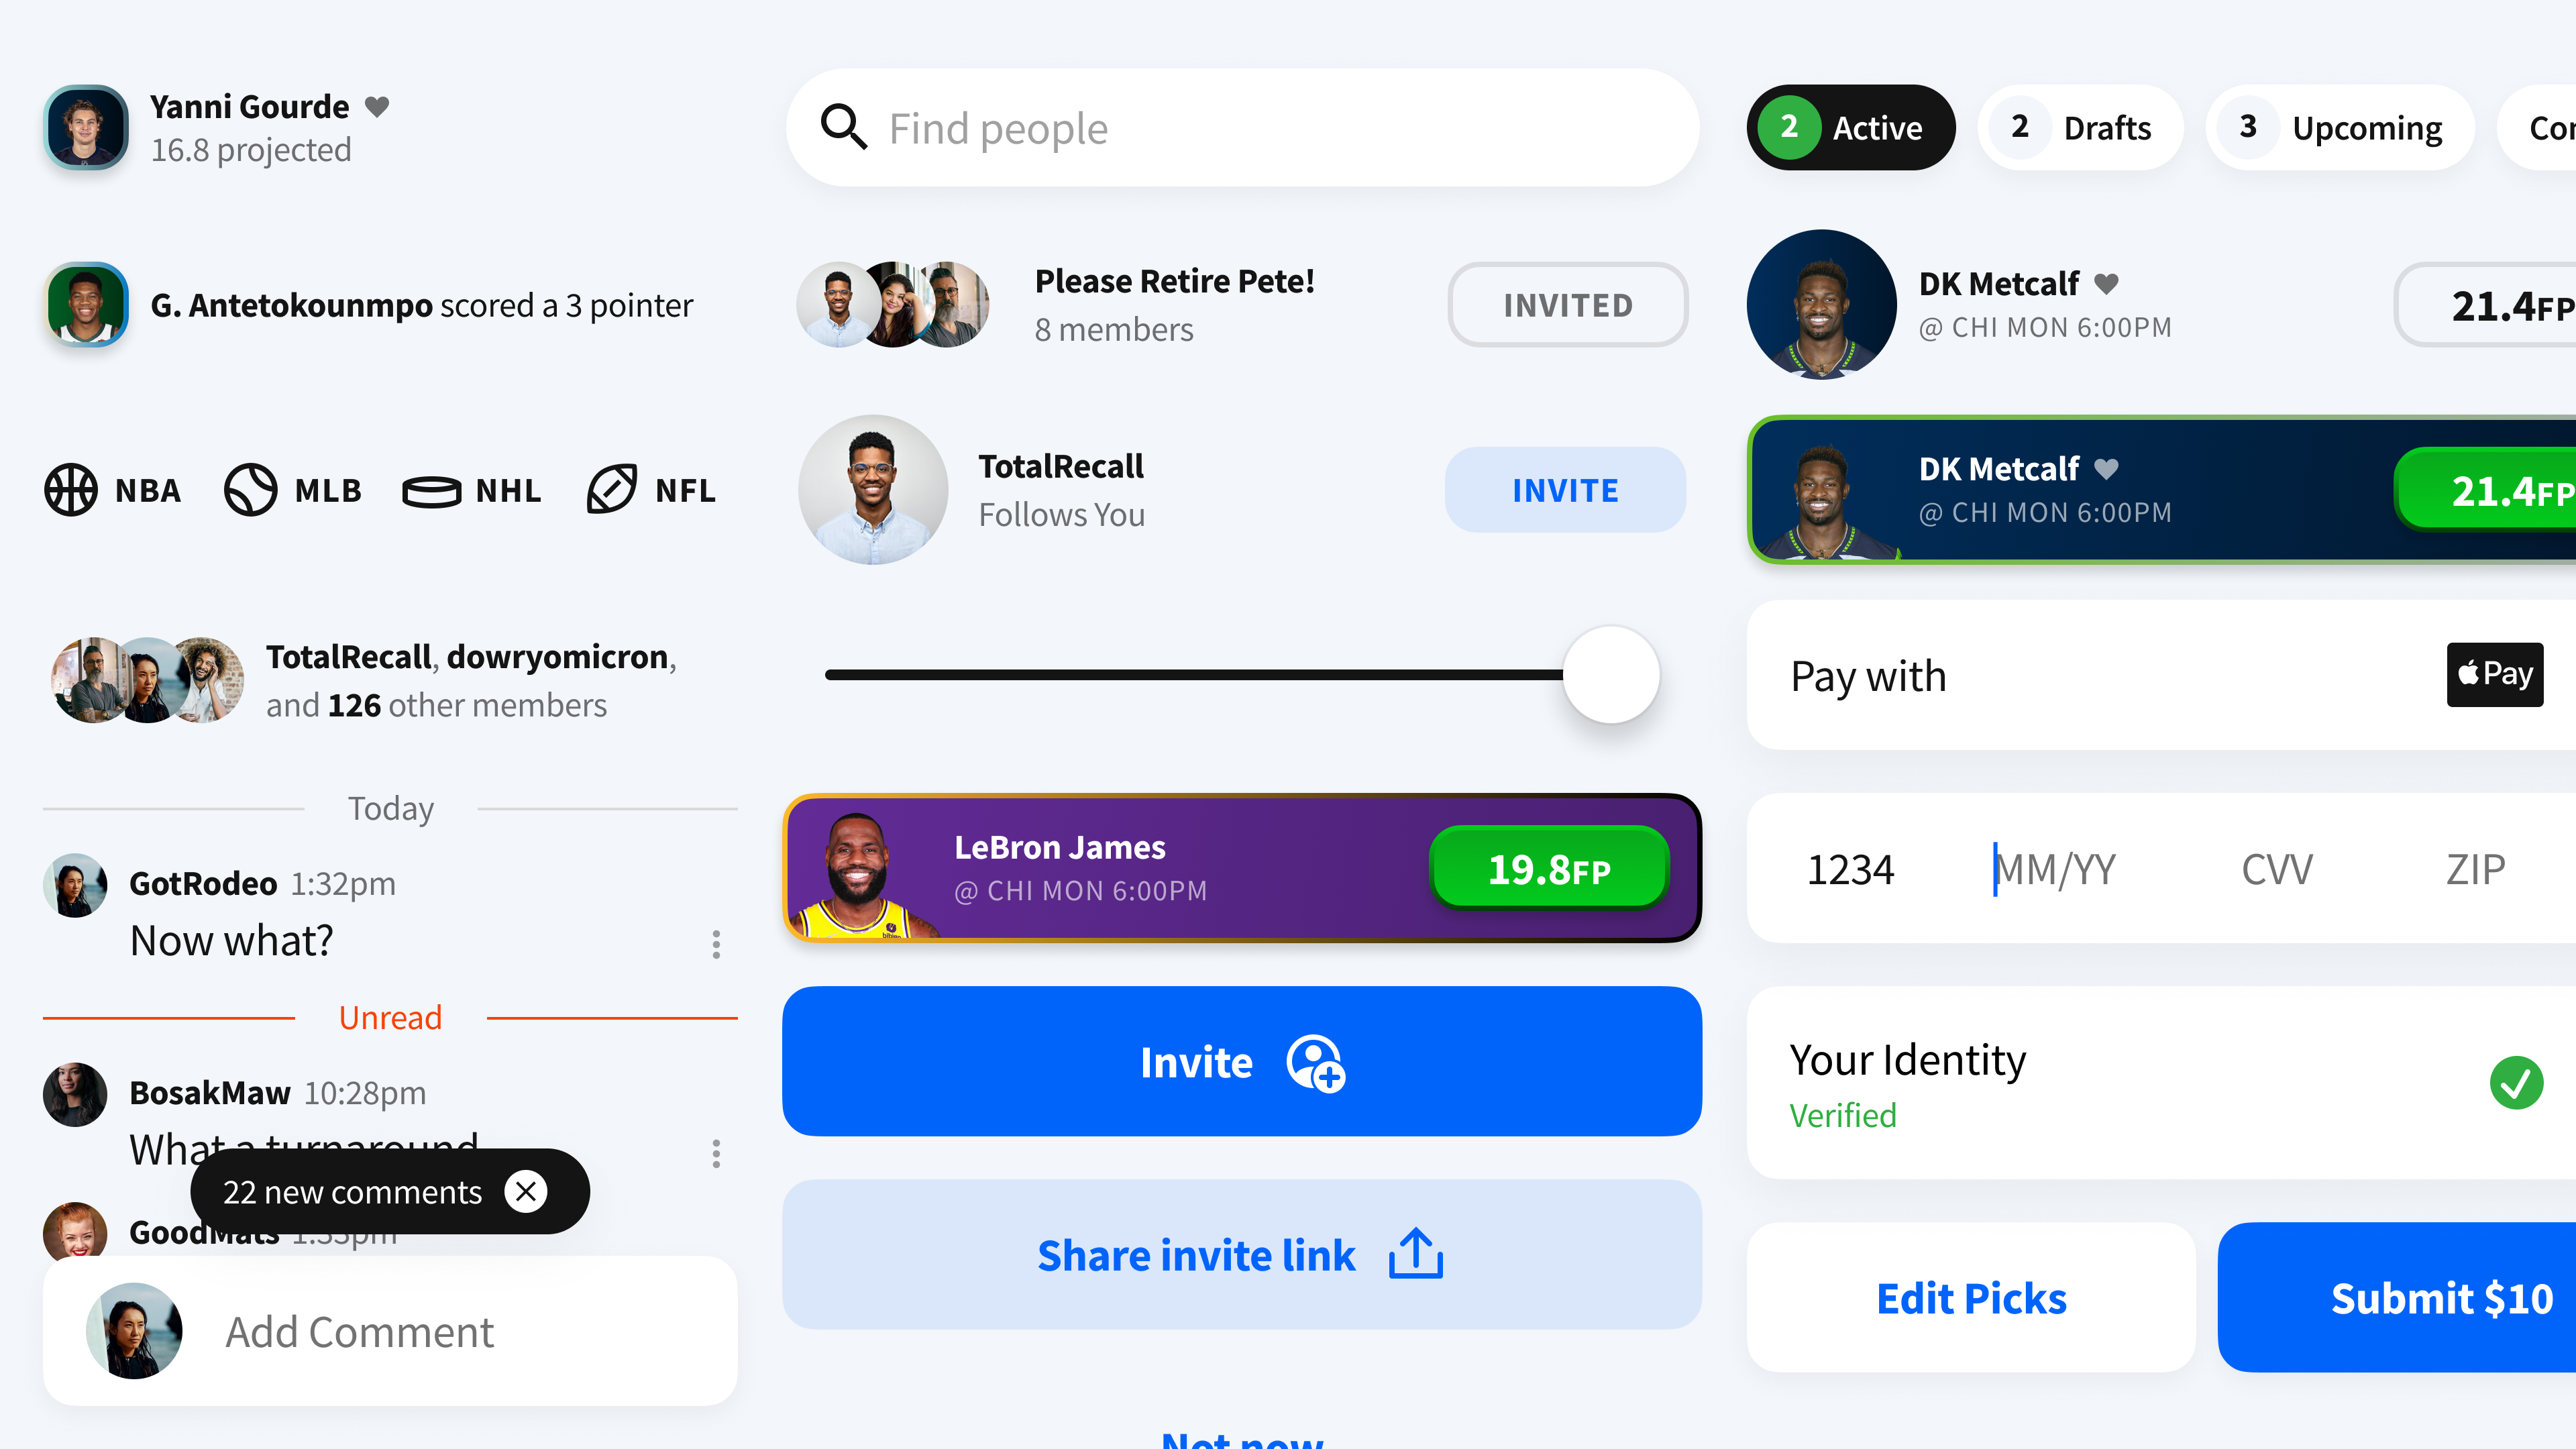 Yanni Gourde
16.8 projected
G. Antetokounmpo scored a 3 pointer
NBA
MLB
NHL
NFL
TotalRecall, dowryomicron,
and 126 other members
Today
GotRodeo 1:32pm
Now what?
Unread
BosakMaw 10:28pm
What a turnaround
22 new comments
GoodMats 1:33pm
Add Comment
Find people
Please Retire Pete!
8 members
INVITED
TotalRecall
Follows You
INVITE
LeBron James
@ CHI MON 6:00PM
19.8FP
Invite
Share invite link
Not now
2 Active
2 Drafts
3 Upcoming
DK Metcalf
@ CHI MON 6:00PM
21.4FP
DK Metcalf
@ CHI MON 6:00PM
21.4FP
Pay with
Pay
1234
MM/YY
CVV
ZIP
Your Identity
Verified
Edit Picks
Submit $10